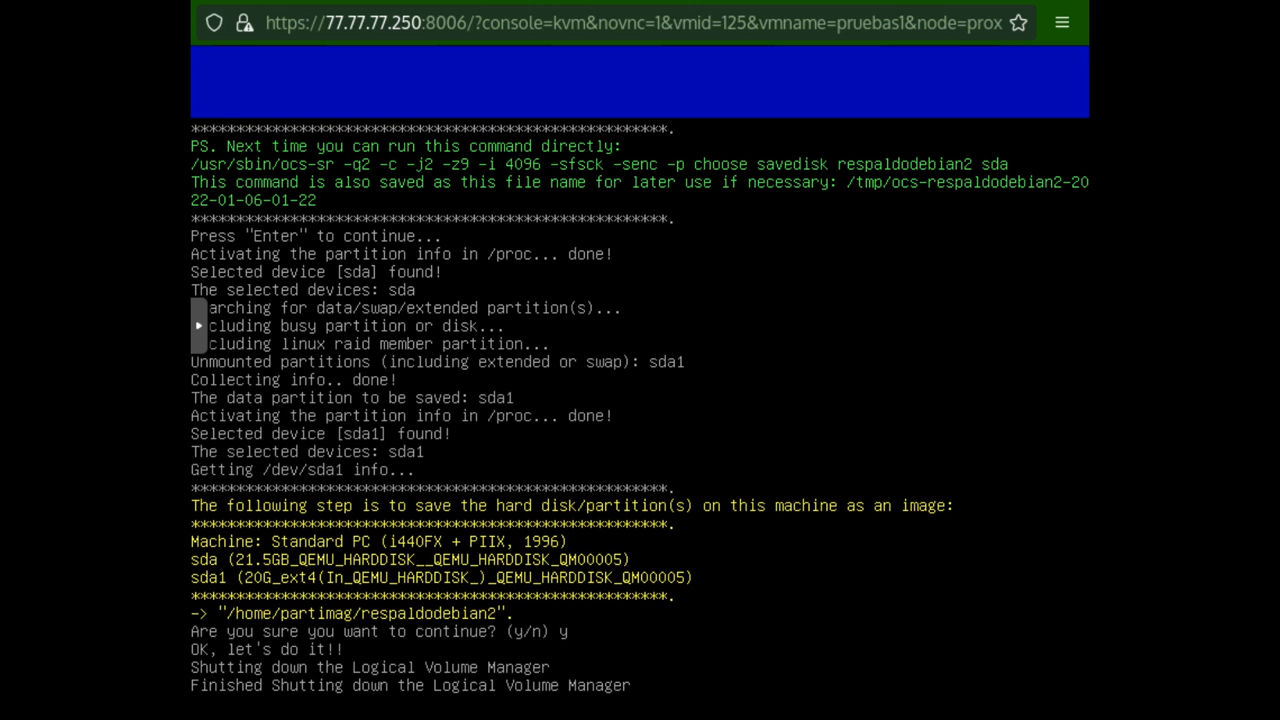 https://77.77.77.250:8006/?console=kvm&novnc=1&vmid=125&vmname=pruebas1&node=prox
****************************************************.
PS. Next time you can run this command directly:
/usr/sbin/ocs-sr -q2 -c -j2 -z9 -i 4096 -sfsck -senc -p choose savedisk respaldodebian2 sda
This command is also saved as this file name for later use if necessary: /tmp/ocs-respaldodebian2-20
22-01-06-01-22
****************************************************.
Press "Enter" to continue...
Activating the partition info in /proc... done!
Selected device [sda] found!
The selected devices: sda
arching for data/swap/extended partition(s)...
cluding busy partition or disk...
cluding linux raid member partition...
Unmounted partitions (including extended or swap): sda1
Collecting info.. done!
The data partition to be saved: sda1
Activating the partition info in /proc... done!
Selected device [sda1] found!
The selected devices: sda1
Getting /dev/sda1 info...
****************************************************.
The following step is to save the hard disk/partition(s) on this machine as an image:
****************************************************.
Machine: Standard PC (i440FX + PIIX, 1996)
sda (21.5GB_QEMU_HARDDISK__QEMU_HARDDISK_QM00005)
sda1 (20G_ext4(In_QEMU_HARDDISK_)_QEMU_HARDDISK_QM00005)
****************************************************.
-> "/home/partimag/respaldodebian2".
Are you sure you want to continue? (y/n) y
OK, let's do it!!
Shutting down the Logical Volume Manager
Finished Shutting down the Logical Volume Manager